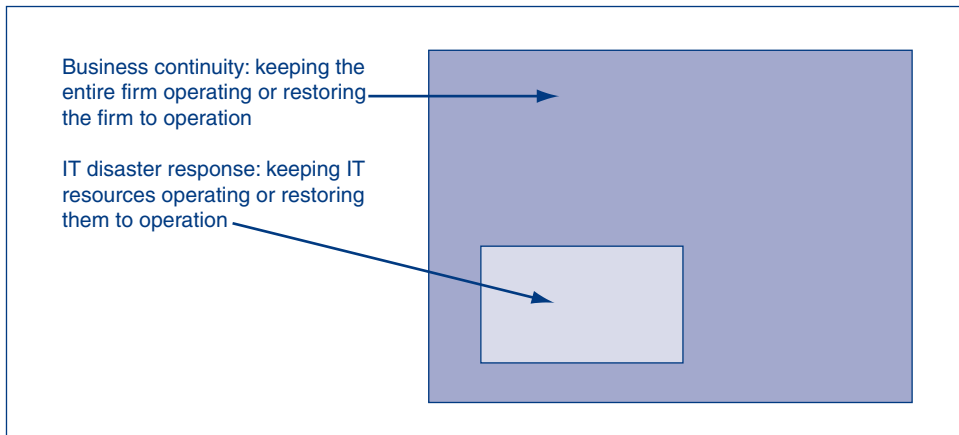 Business continuity: keeping the
entire firm operating or restoring
the firm to operation
IT disaster response: keeping IT
resources operating or restoring
them to operation